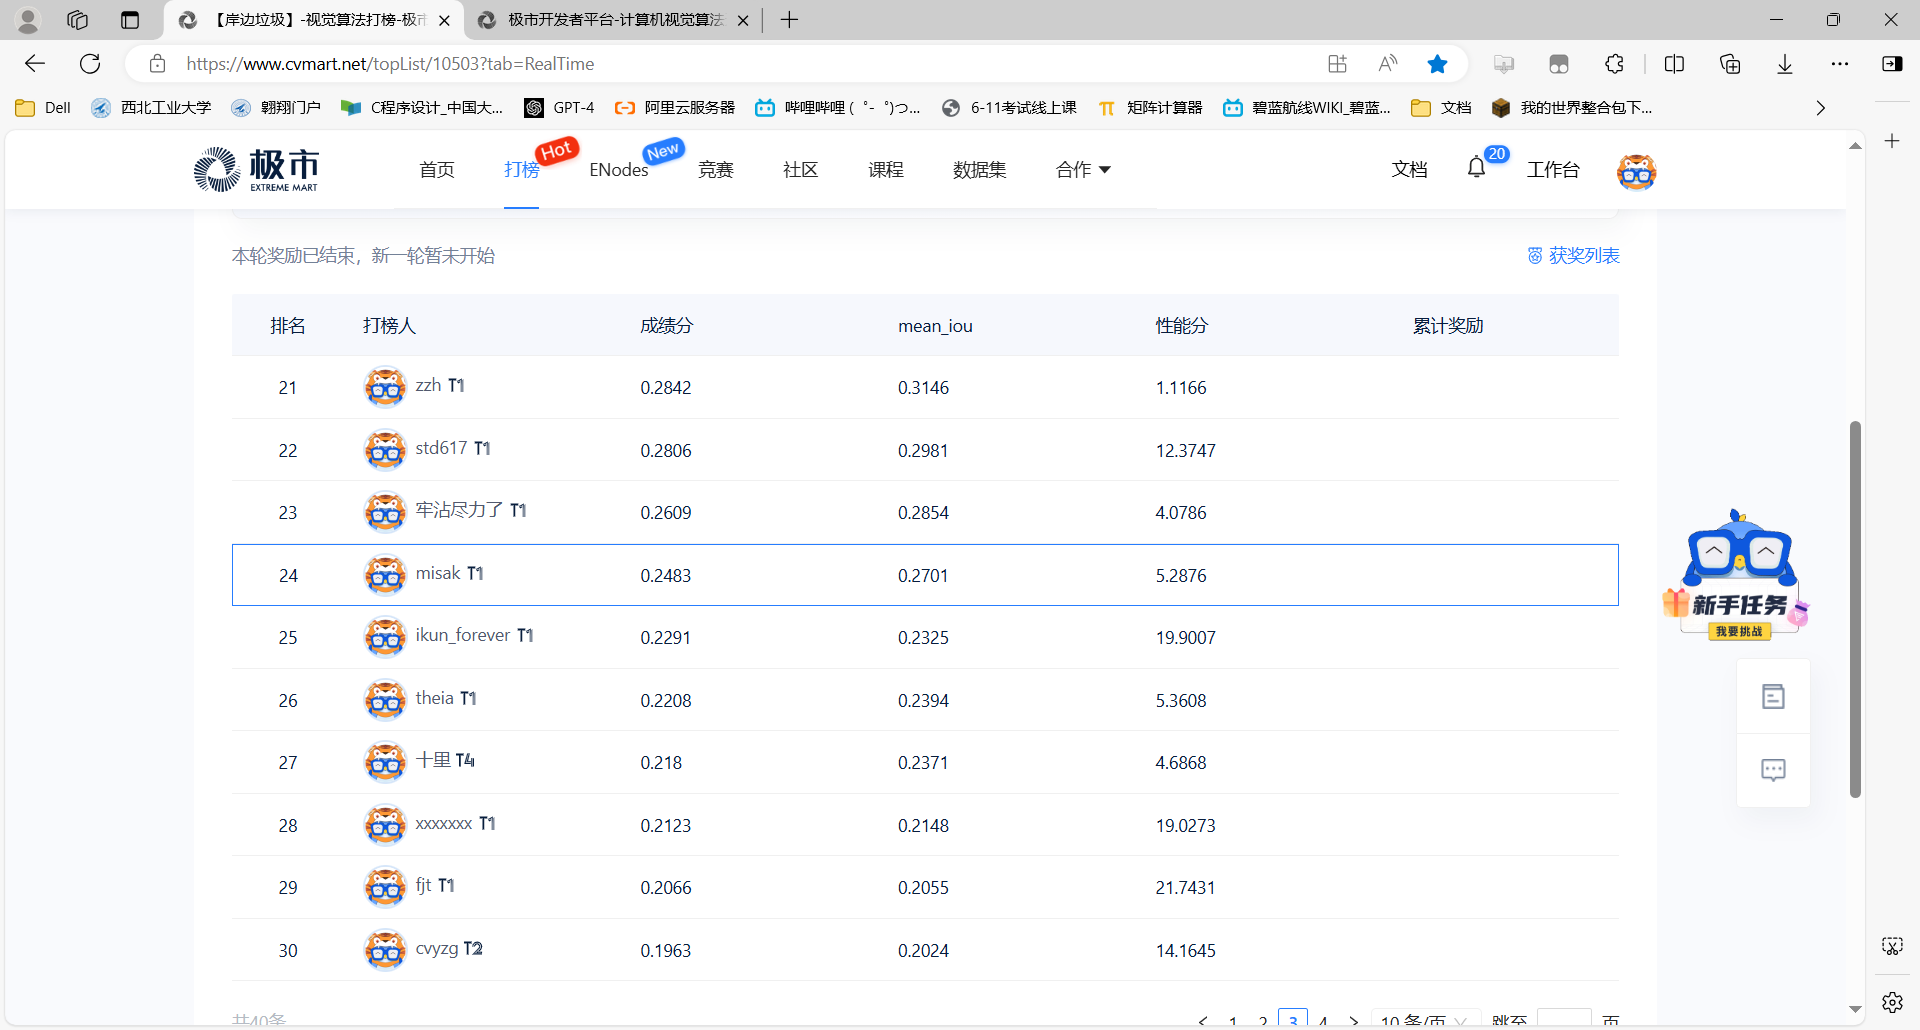 【岸边垃圾】-视觉算法打榜-极市
极市开发者平台-计算机视觉算法
https://www.cvmart.net/topList/10503?tab=RealTime
Dell 西北工业大学 翱翔门户 C程序设计_中国大... GPT-4 阿里云服务器 哔哩哔哩 (゜-゜)つ... 6-11考试线上课 矩阵计算器 碧蓝航线WIKI_碧蓝... 文档 我的世界整合包下...
极市 EXTREME MART 首页 打榜 Hot ENodes New 竞赛 社区 课程 数据集 合作 文档 20 工作台
本轮奖励已结束，新一轮暂未开始 获奖列表
排名 打榜人 成绩分 mean_iou 性能分 累计奖励
21 zzh T1 0.2842 0.3146 1.1166
22 std617 T1 0.2806 0.2981 12.3747
23 牢沾尽力了 T1 0.2609 0.2854 4.0786
24 misak T1 0.2483 0.2701 5.2876
25 ikun_forever T1 0.2291 0.2325 19.9007
26 theia T1 0.2208 0.2394 5.3608
27 十里 T4 0.218 0.2371 4.6868
28 xxxxxxx T1 0.2123 0.2148 19.0273
29 fjt T1 0.2066 0.2055 21.7431
30 cvyzg T2 0.1963 0.2024 14.1645
新手任务
我要挑战
共40条 1 2 3 4 10 条/页 跳至 页